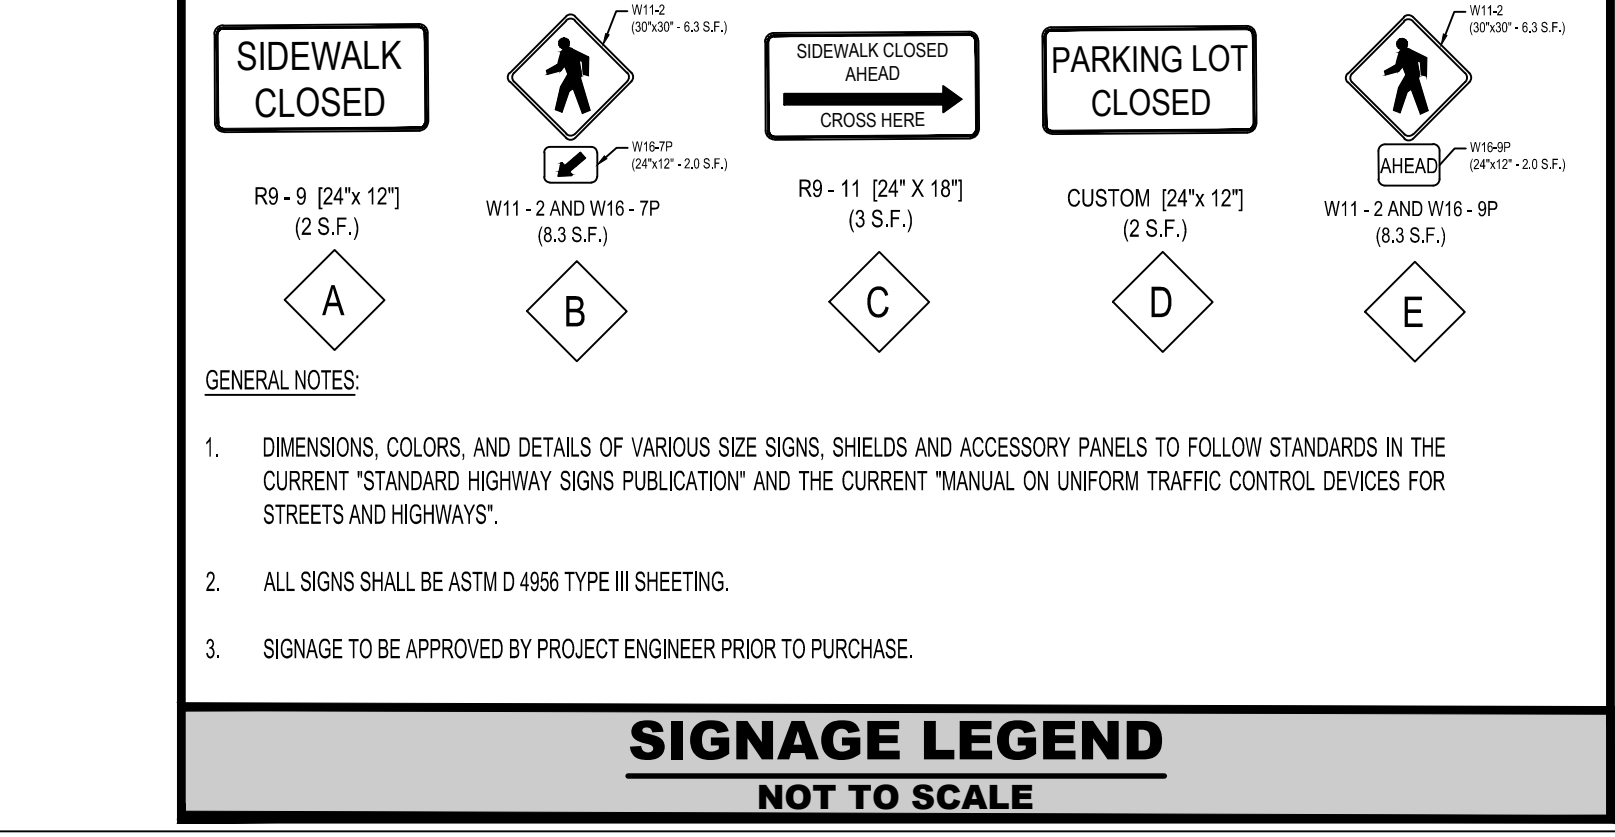 SIDEWALK
CLOSED
R9 - 9 [24"x 12"]
(2 S.F.)
A
W11-2
(30"x30" - 6.3 S.F.)
W16-7P
(24"x12" - 2.0 S.F.)
W11 - 2 AND W16 - 7P
(8.3 S.F.)
B
SIDEWALK CLOSED
AHEAD
CROSS HERE
R9 - 11 [24" X 18"]
(3 S.F.)
C
PARKING LOT
CLOSED
CUSTOM [24"x 12"]
(2 S.F.)
D
W11-2
(30"x30" - 6.3 S.F.)
AHEAD
W16-9P
(24"x12" - 2.0 S.F.)
W11 - 2 AND W16 - 9P
(8.3 S.F.)
E
GENERAL NOTES:
1. DIMENSIONS, COLORS, AND DETAILS OF VARIOUS SIZE SIGNS, SHIELDS AND ACCESSORY PANELS TO FOLLOW STANDARDS IN THE
CURRENT "STANDARD HIGHWAY SIGNS PUBLICATION" AND THE CURRENT "MANUAL ON UNIFORM TRAFFIC CONTROL DEVICES FOR
STREETS AND HIGHWAYS".
2. ALL SIGNS SHALL BE ASTM D 4956 TYPE III SHEETING.
3. SIGNAGE TO BE APPROVED BY PROJECT ENGINEER PRIOR TO PURCHASE.
SIGNAGE LEGEND
NOT TO SCALE